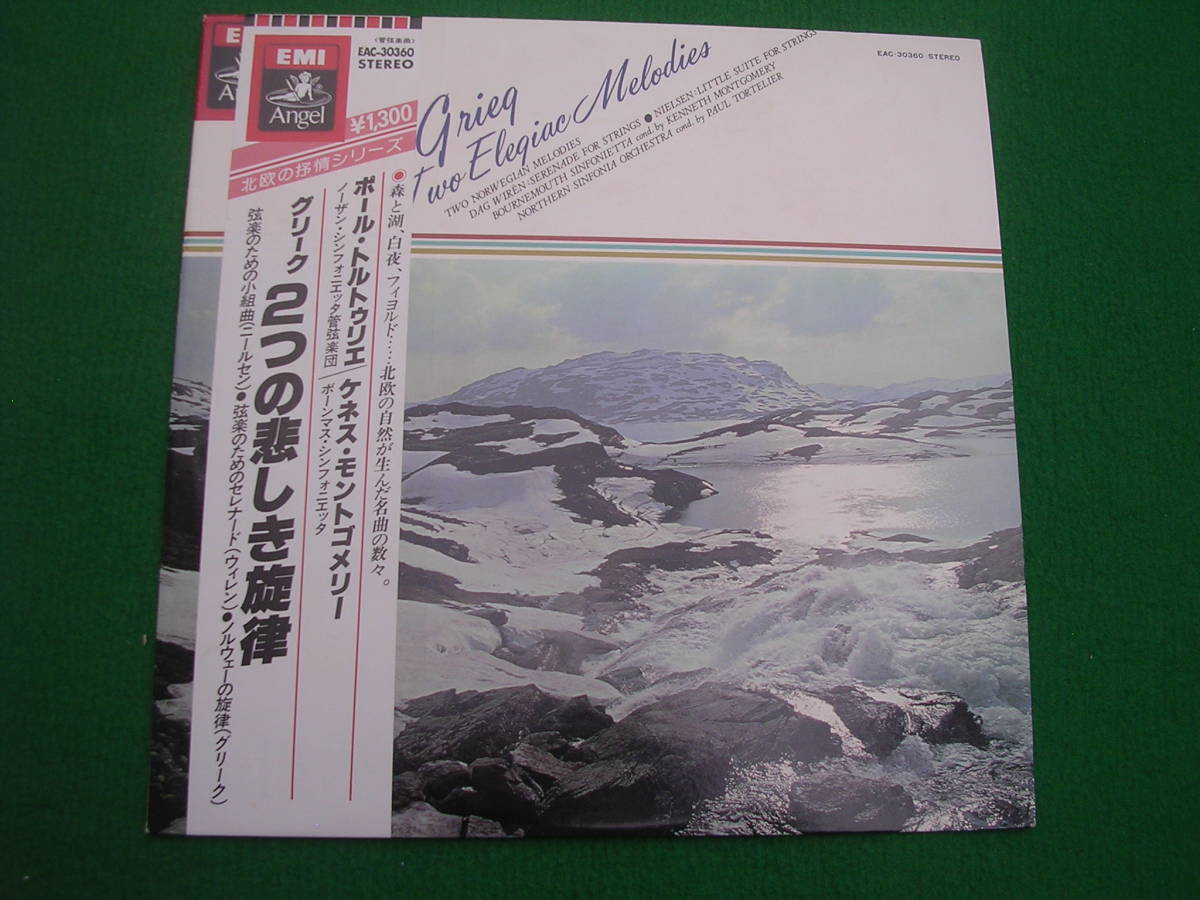 EMI
Angel
〈管弦楽曲〉
EAC-30360
STEREO
¥1,300
北欧の抒情シリーズ
●森と湖、白夜、フィヨルド……北欧の自然が生んだ名曲の数々。
ポール・トルトゥリエ/ケネス・モントゴメリー
ノーザン・シンフォニエッタ管弦楽団/ボーンマス・シンフォニエッタ
グリーク 2つの悲しき旋律
弦楽のための小組曲(ニールセン)●弦楽のためのセレナード(ウィレン)●ノルウェーの旋律(グリーク)
E
An
Grieg
Two Elegiac Melodies
TWO NORWEGIAN MELODIES
DAG WIRÉN:SERENADE FOR STRINGS ●NIELSEN:LITTLE SUITE FOR STRINGS
BOURNEMOUTH SINFONIETTA cond. by KENNETH MONTGOMERY
NORTHERN SINFONIA ORCHESTRA cond. by PAUL TORTELIER
EAC-30360 STEREO